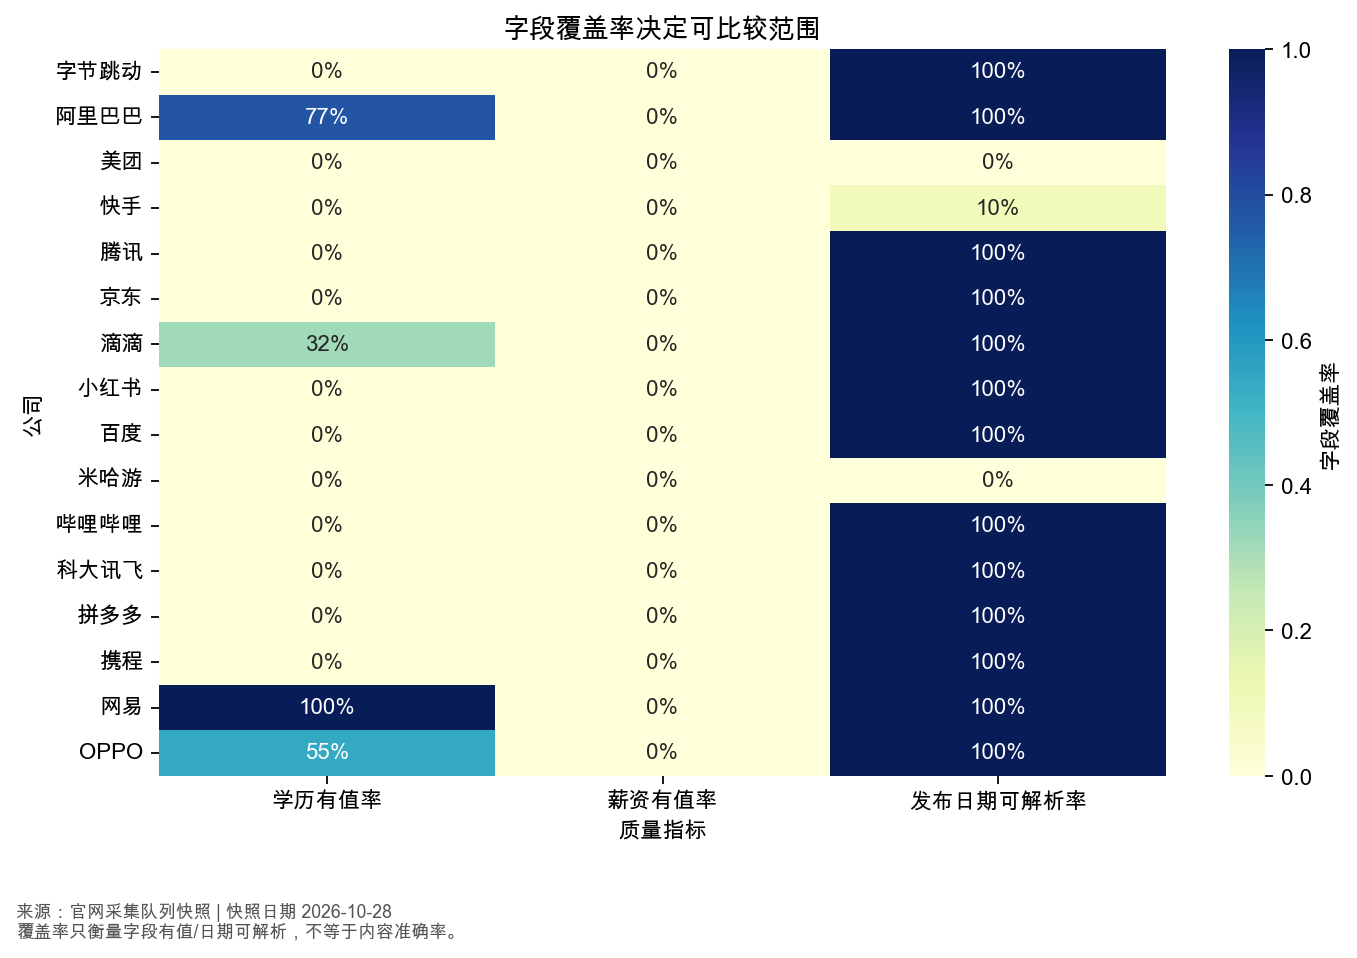 字段覆盖率决定可比较范围
字节跳动 0% 0% 100%
阿里巴巴 77% 0% 100%
美团 0% 0% 0%
快手 0% 0% 10%
腾讯 0% 0% 100%
京东 0% 0% 100%
滴滴 32% 0% 100%
小红书 0% 0% 100%
百度 0% 0% 100%
米哈游 0% 0% 0%
哔哩哔哩 0% 0% 100%
科大讯飞 0% 0% 100%
拼多多 0% 0% 100%
携程 0% 0% 100%
网易 100% 0% 100%
OPPO 55% 0% 100%
公司
学历有值率 薪资有值率 发布日期可解析率
质量指标
1.0
0.8
0.6
0.4
0.2
0.0
字段覆盖率
来源：官网采集队列快照 | 快照日期 2026-10-28
覆盖率只衡量字段有值/日期可解析，不等于内容准确率。